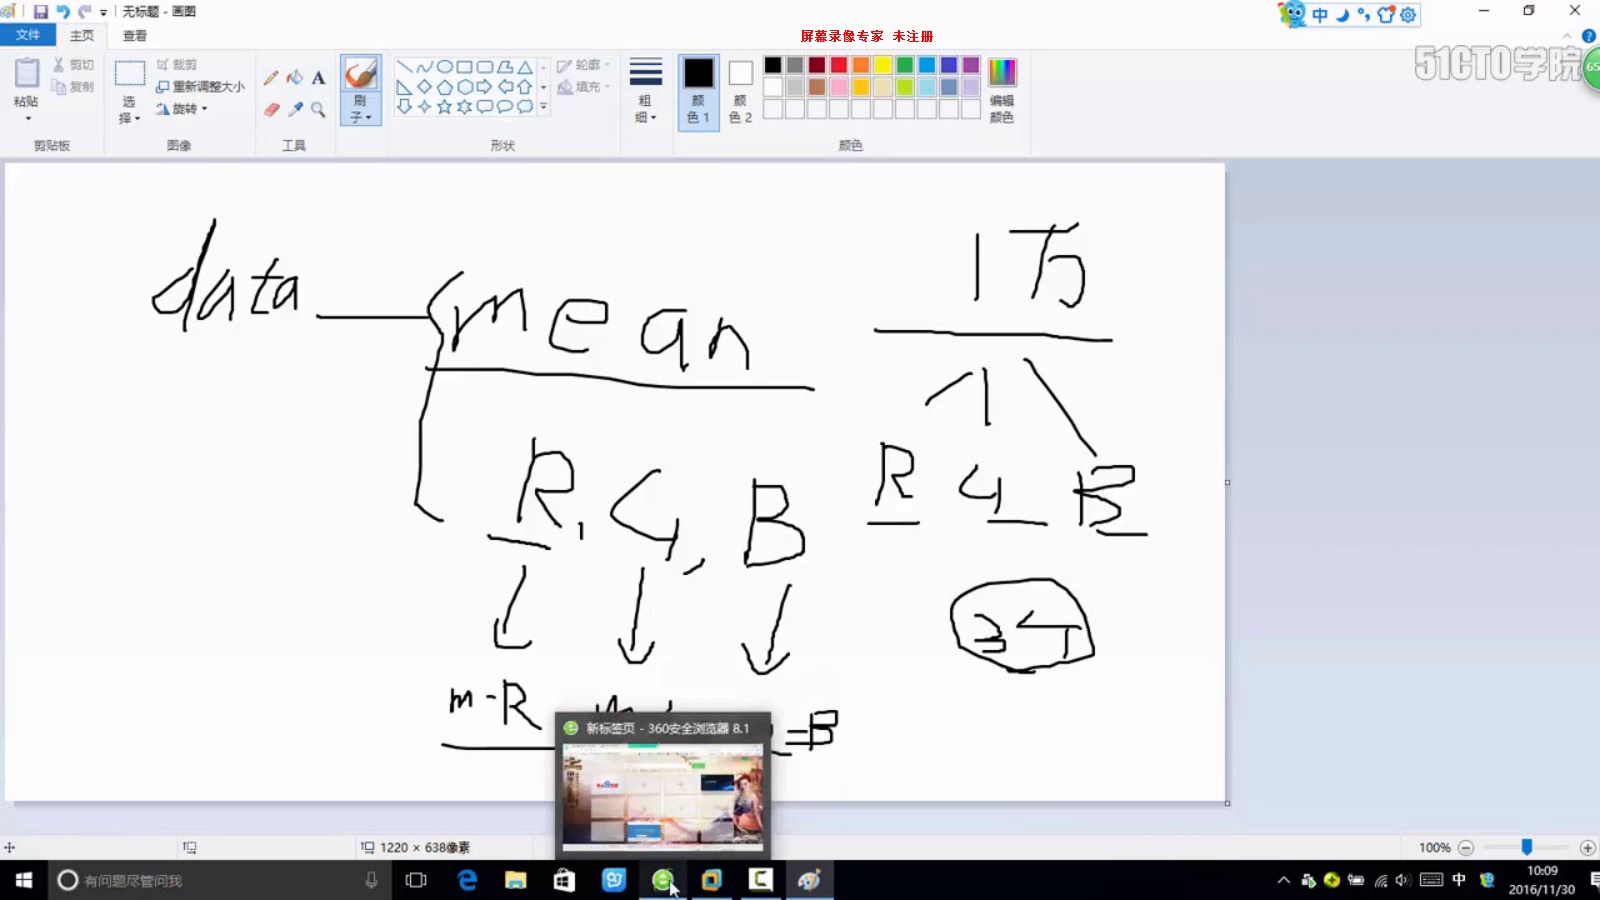 无标题 - 画图
中
文件
主页
查看
屏幕录像专家 未注册
51CTO学院
65
粘贴
剪切
复制
选择
裁剪
重新调整大小
旋转
A
刷子
轮廓
填充
粗细
颜色 1
颜色 2
编辑颜色
剪贴板
图像
工具
形状
颜色
data
mean
1万
R, G, B
R G B
m-R
=B
新标签页 - 360安全浏览器 8.1
1220 × 638像素
100%
有问题尽管问我
中
10:09
2016/11/30